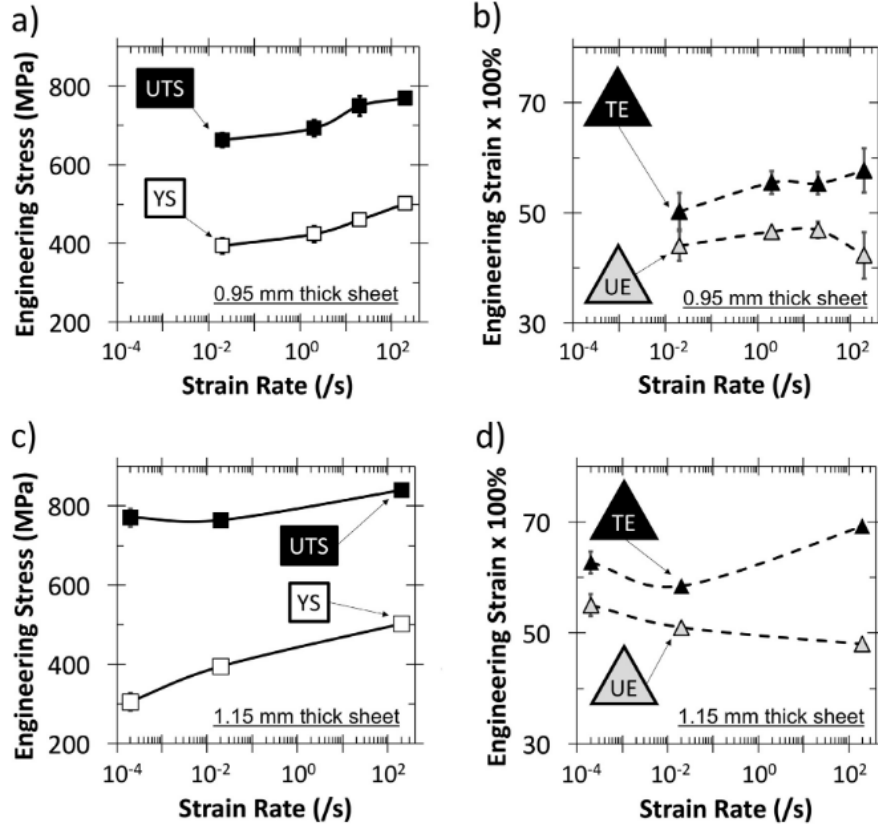 a)
Engineering Stress (MPa)
800
600
400
200
UTS
YS
0.95 mm thick sheet
10⁻⁴ 10⁻² 10⁰ 10²
Strain Rate (/s)
b)
Engineering Strain x 100%
70
50
30
TE
UE
0.95 mm thick sheet
10⁻⁴ 10⁻² 10⁰ 10²
Strain Rate (/s)
c)
Engineering Stress (MPa)
800
600
400
200
UTS
YS
1.15 mm thick sheet
10⁻⁴ 10⁻² 10⁰ 10²
Strain Rate (/s)
d)
Engineering Strain x 100%
70
50
30
TE
UE
1.15 mm thick sheet
10⁻⁴ 10⁻² 10⁰ 10²
Strain Rate (/s)